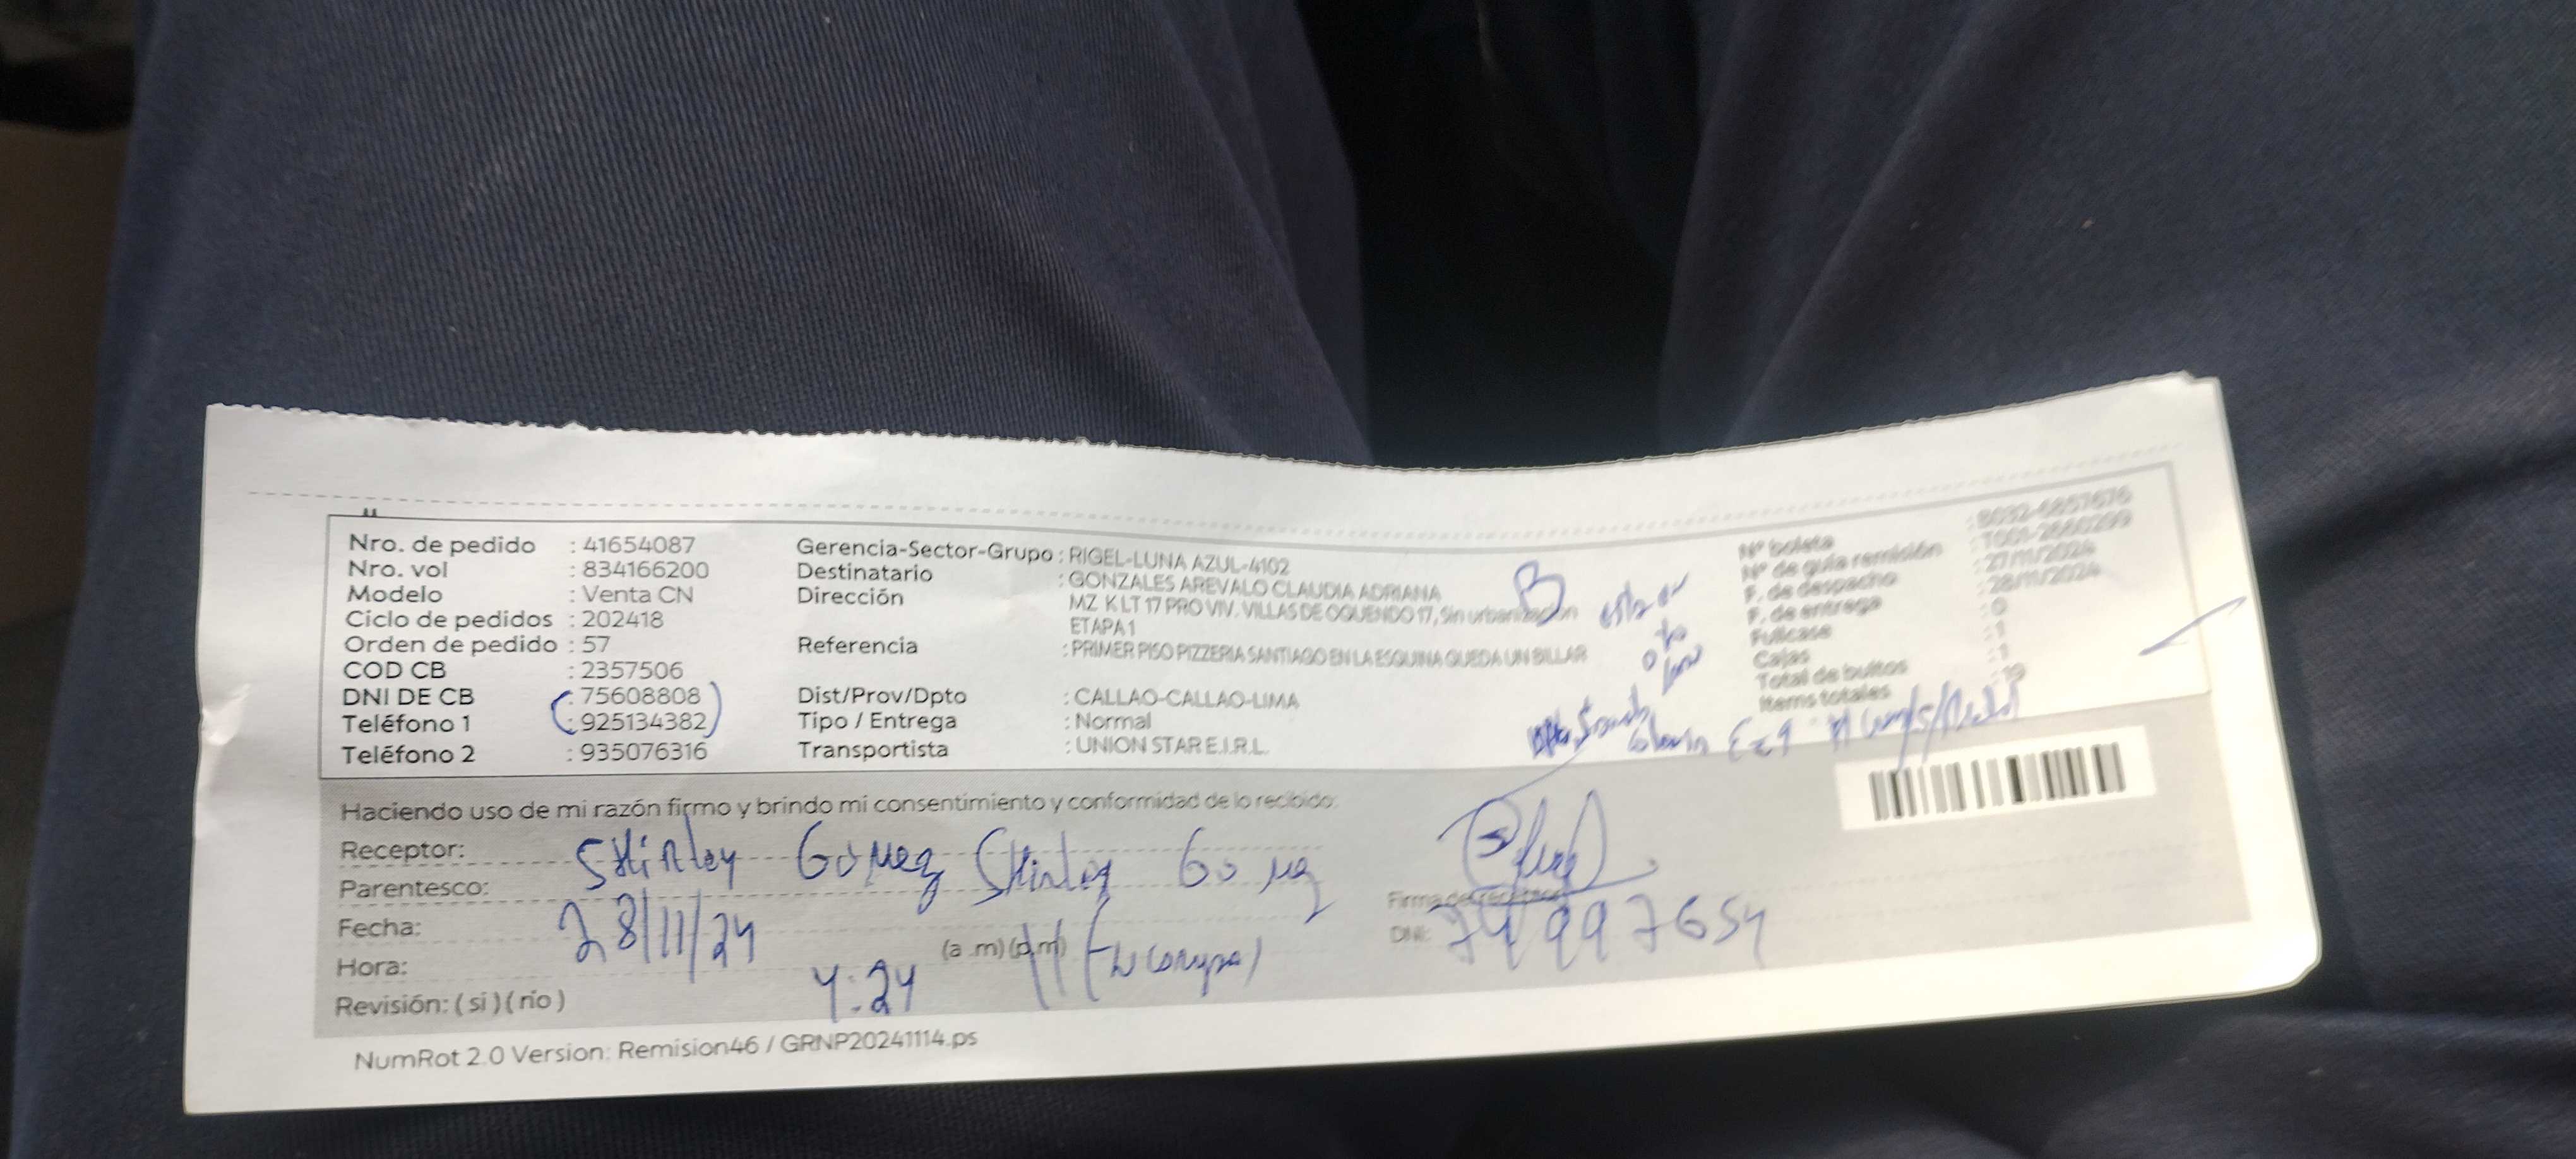 Nro. de pedido : 41654087
Nro. vol : 834166200
Modelo : Venta CN
Ciclo de pedidos : 202418
Orden de pedido : 57
COD CB : 2357506
DNI DE CB : 75608808
Teléfono 1 : 925134382
Teléfono 2 : 935076316
Gerencia-Sector-Grupo : RIGEL-LUNA AZUL-4102
Destinatario : GONZALES AREVALO CLAUDIA ADRIANA
Dirección MZ K LT 17 PRO VIV. VILLAS DE OQUENDO 17, Sin urbanizacion
ETAPA 1
Referencia : PRIMER PISO PIZZERIA SANTIAGO EN LA ESQUINA QUEDA UN BILLAR
Dist/Prov/Dpto : CALLAO-CALLAO-LIMA
Tipo / Entrega : Normal
Transportista : UNION STAR E.I.R.L.
B
N° boleta
N° de guía remisión
F. de despacho : 27/11/2024
F. de entrega : 28/11/2024
Fullcase : 0
Cajas : 1
Total de bultos : 1
Items totales : 19
Haciendo uso de mi razón firmo y brindo mi consentimiento y conformidad de lo recibido:
Receptor: Shirley Gomez Shirley Gomez
Parentesco:
Fecha: 28/11/24
Hora: 4:24 (a .m) (p.m)
Revisión: ( si ) ( no )
Firma del receptor
DNI: 74997654
NumRot 2.0 Version: Remision46 / GRNP20241114.ps